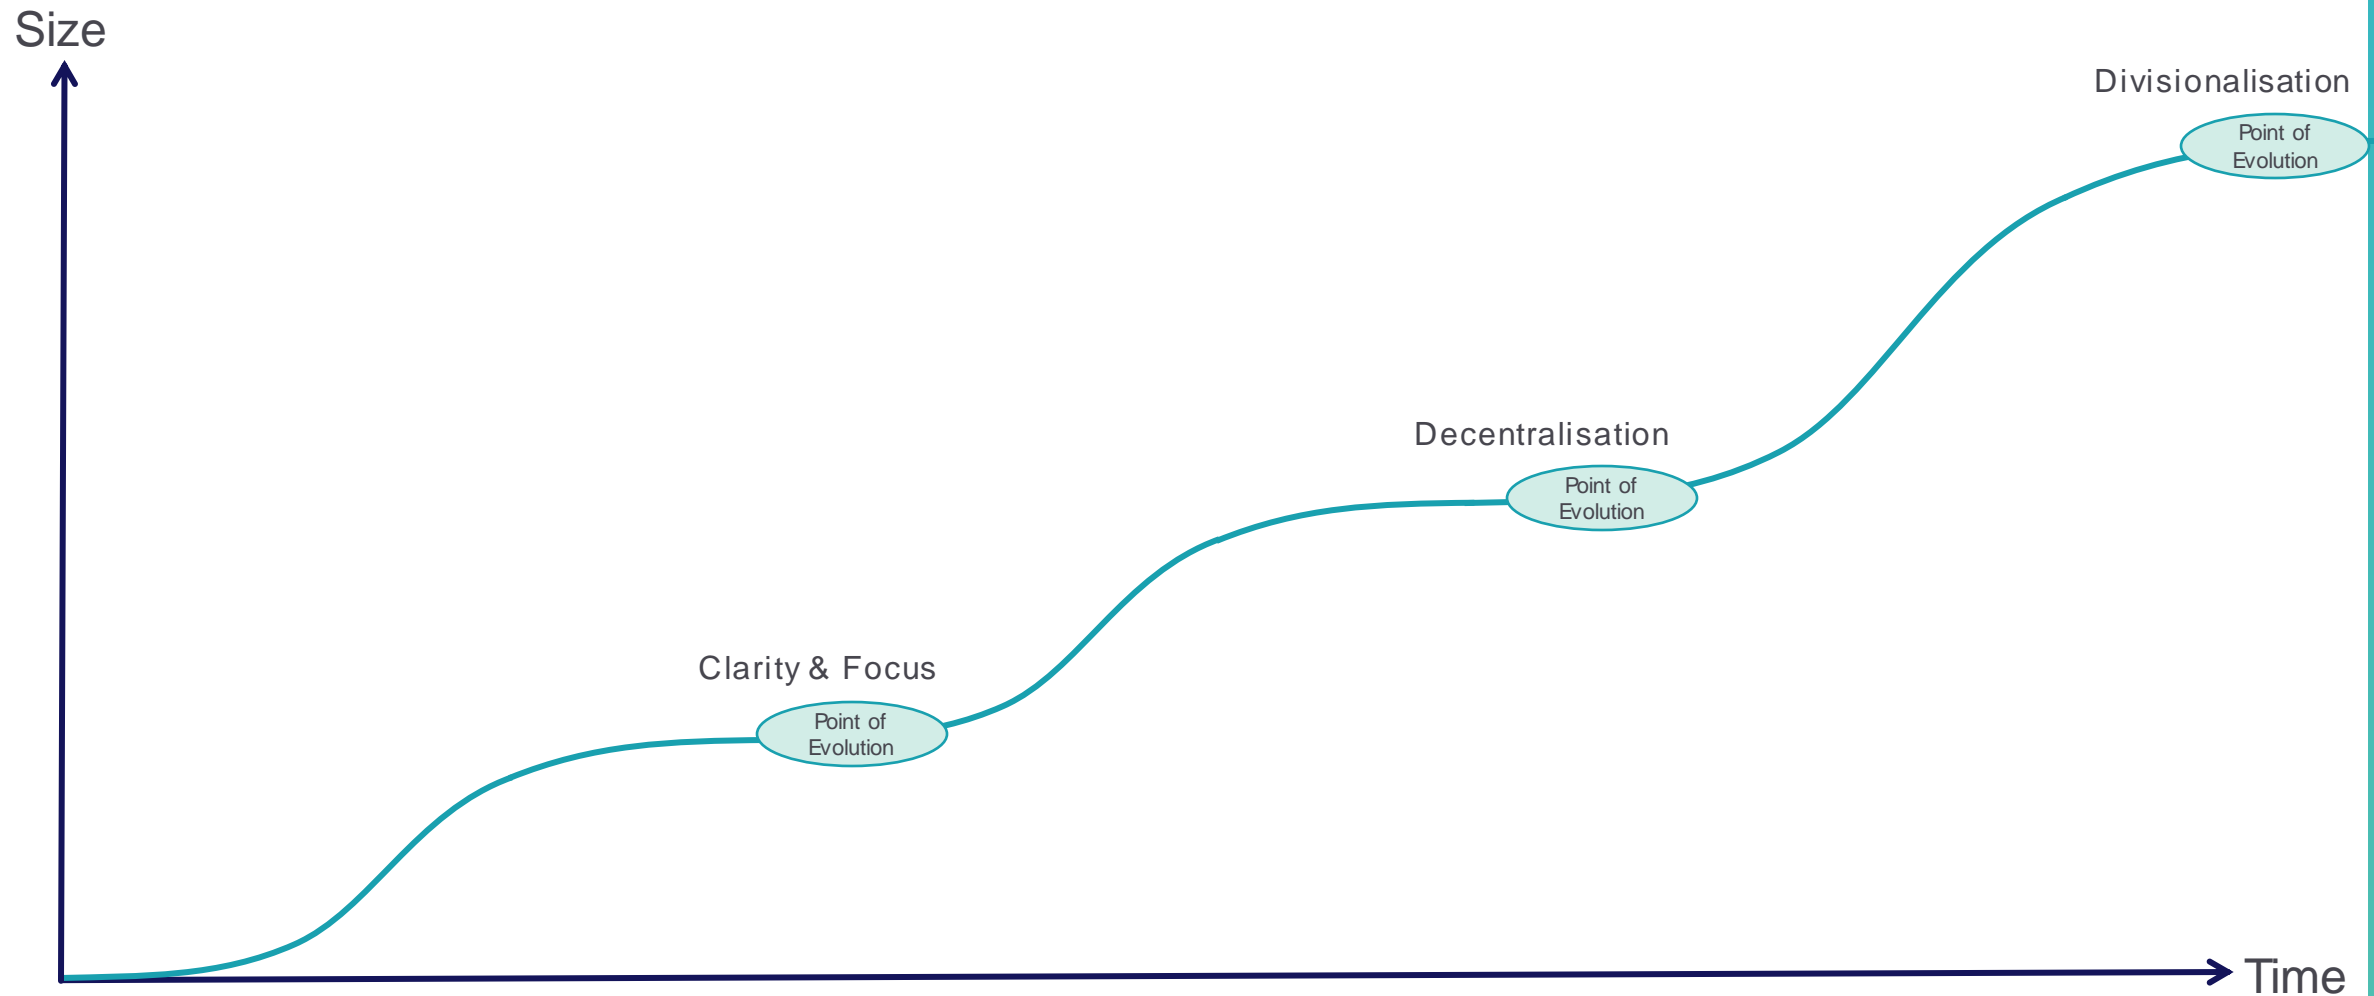 Size
Divisionalisation
Point of
Evolution
Decentralisation
Point of
Evolution
Clarity & Focus
Point of
Evolution
Time